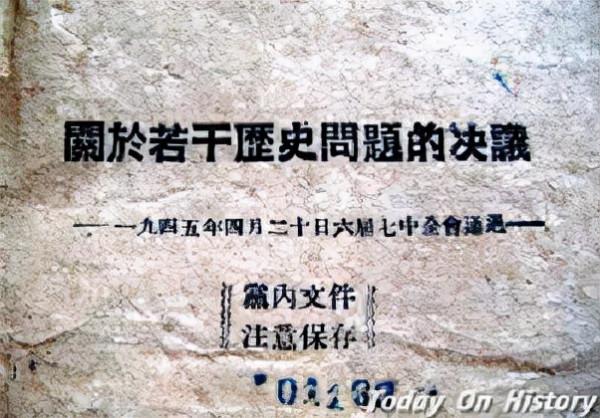 關於若干歷史問題的决議
——一九四五年四月二十日六屆七中全會通過——
黨內文件
注意保存
Today On History